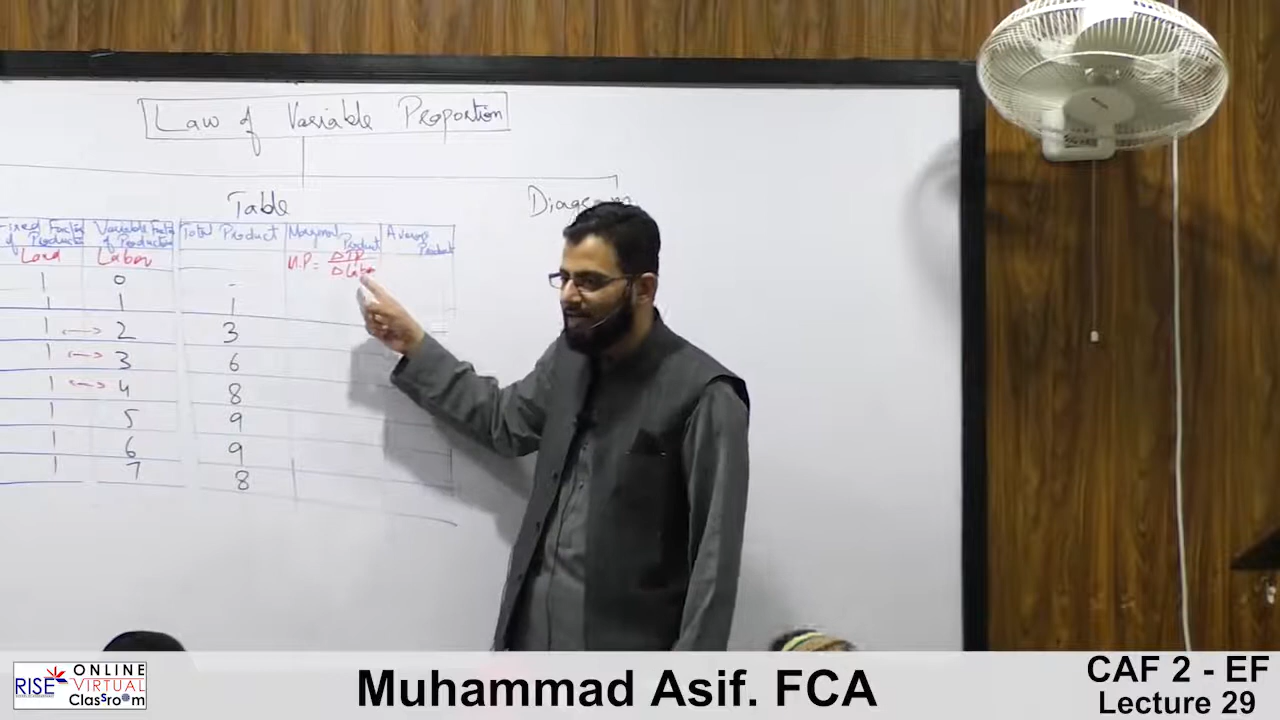 Law of Variable Proportion
Table
Diagram
Fixed Factor of Production Variable Factor of Production Total Product Marginal Product Average Product
Land Labor M.P = ΔTP
Δ Labor
1 0 -
1 1 1
1 ↔ 2 3
1 ↔ 3 6
1 ↔ 4 8
1 5 9
1 6 9
1 7 8
RISE ONLINE VIRTUAL Classroom
Muhammad Asif. FCA
CAF 2 - EF
Lecture 29